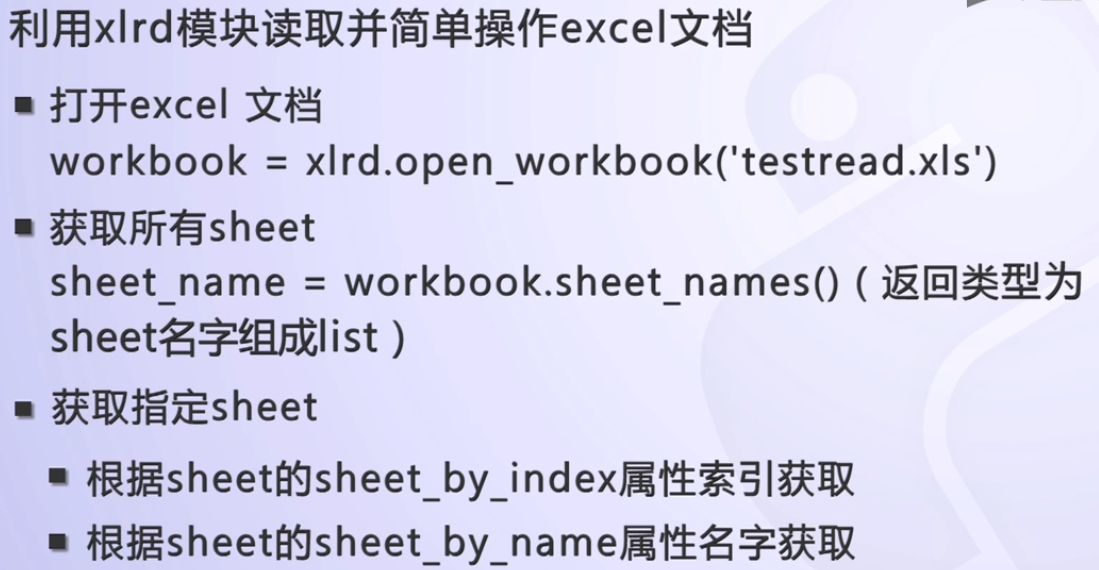 利用xlrd模块读取并简单操作excel文档
■ 打开excel 文档
workbook = xlrd.open_workbook('testread.xls')
■ 获取所有sheet
sheet_name = workbook.sheet_names()（返回类型为
sheet名字组成list）
■ 获取指定sheet
■ 根据sheet的sheet_by_index属性索引获取
■ 根据sheet的sheet_by_name属性名字获取